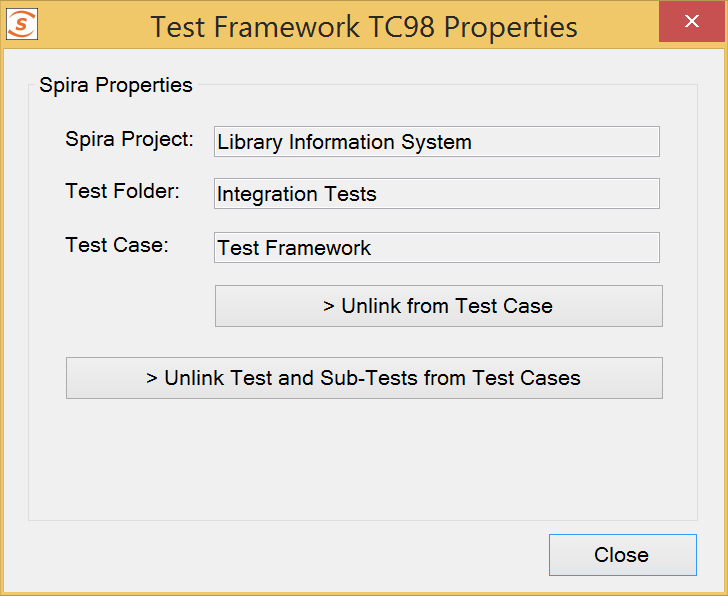 S
Test Framework TC98 Properties
Spira Properties
Spira Project: Library Information System
Test Folder: Integration Tests
Test Case: Test Framework
> Unlink from Test Case
> Unlink Test and Sub-Tests from Test Cases
Close